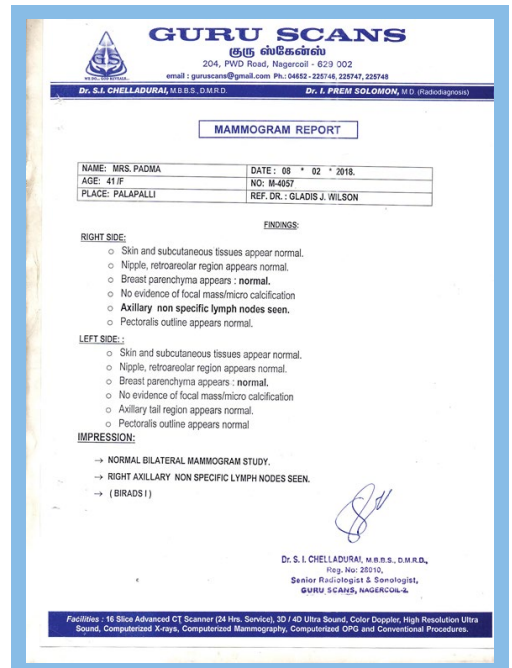 GURU SCANS
குரு ஸ்கேன்ஸ்
204, PWD Road, Nagercoil - 629 002
email : guruscans@gmail.com Ph.: 04652 - 225746, 225747, 225748
Dr. S.I. CHELLADURAI, M.B.B.S., D.M.R.D. Dr. I. PREM SOLOMON, M.D. (Radiodiagnosis)
MAMMOGRAM REPORT
NAME: MRS. PADMA DATE : 08 * 02 * 2018.
AGE: 41 /F NO: M-4057
PLACE: PALAPALLI REF. DR. : GLADIS J. WILSON
FINDINGS:
RIGHT SIDE:
○ Skin and subcutaneous tissues appear normal.
○ Nipple, retroareolar region appears normal.
○ Breast parenchyma appears : normal.
○ No evidence of focal mass/micro calcification
○ Axillary non specific lymph nodes seen.
○ Pectoralis outline appears normal.
LEFT SIDE: :
○ Skin and subcutaneous tissues appear normal.
○ Nipple, retroareolar region appears normal.
○ Breast parenchyma appears : normal.
○ No evidence of focal mass/micro calcification
○ Axillary tail region appears normal.
○ Pectoralis outline appears normal
IMPRESSION:
→ NORMAL BILATERAL MAMMOGRAM STUDY.
→ RIGHT AXILLARY NON SPECIFIC LYMPH NODES SEEN.
→ ( BIRADS I )
Dr. S. I. CHELLADURAI, M.B.B.S., D.M.R.D.,
Reg. No: 28010,
Senior Radiologist & Sonologist,
GURU SCANS, NAGERCOIL-2.
Facilities : 16 Slice Advanced CT Scanner (24 Hrs. Service), 3D / 4D Ultra Sound, Color Doppler, High Resolution Ultra
Sound, Computerized X-rays, Computerized Mammography, Computerized OPG and Conventional Procedures.